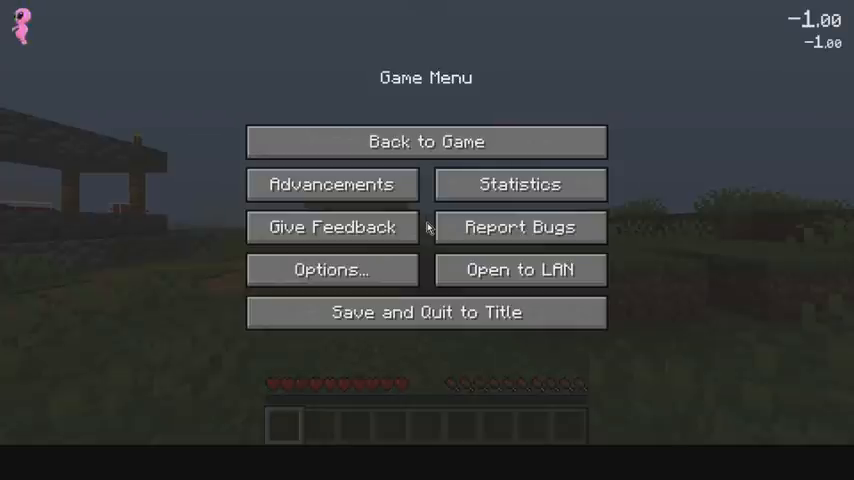 -1.00
-1.00
Game Menu
Back to Game
Advancements
Statistics
Give Feedback
Report Bugs
Options...
Open to LAN
Save and Quit to Title